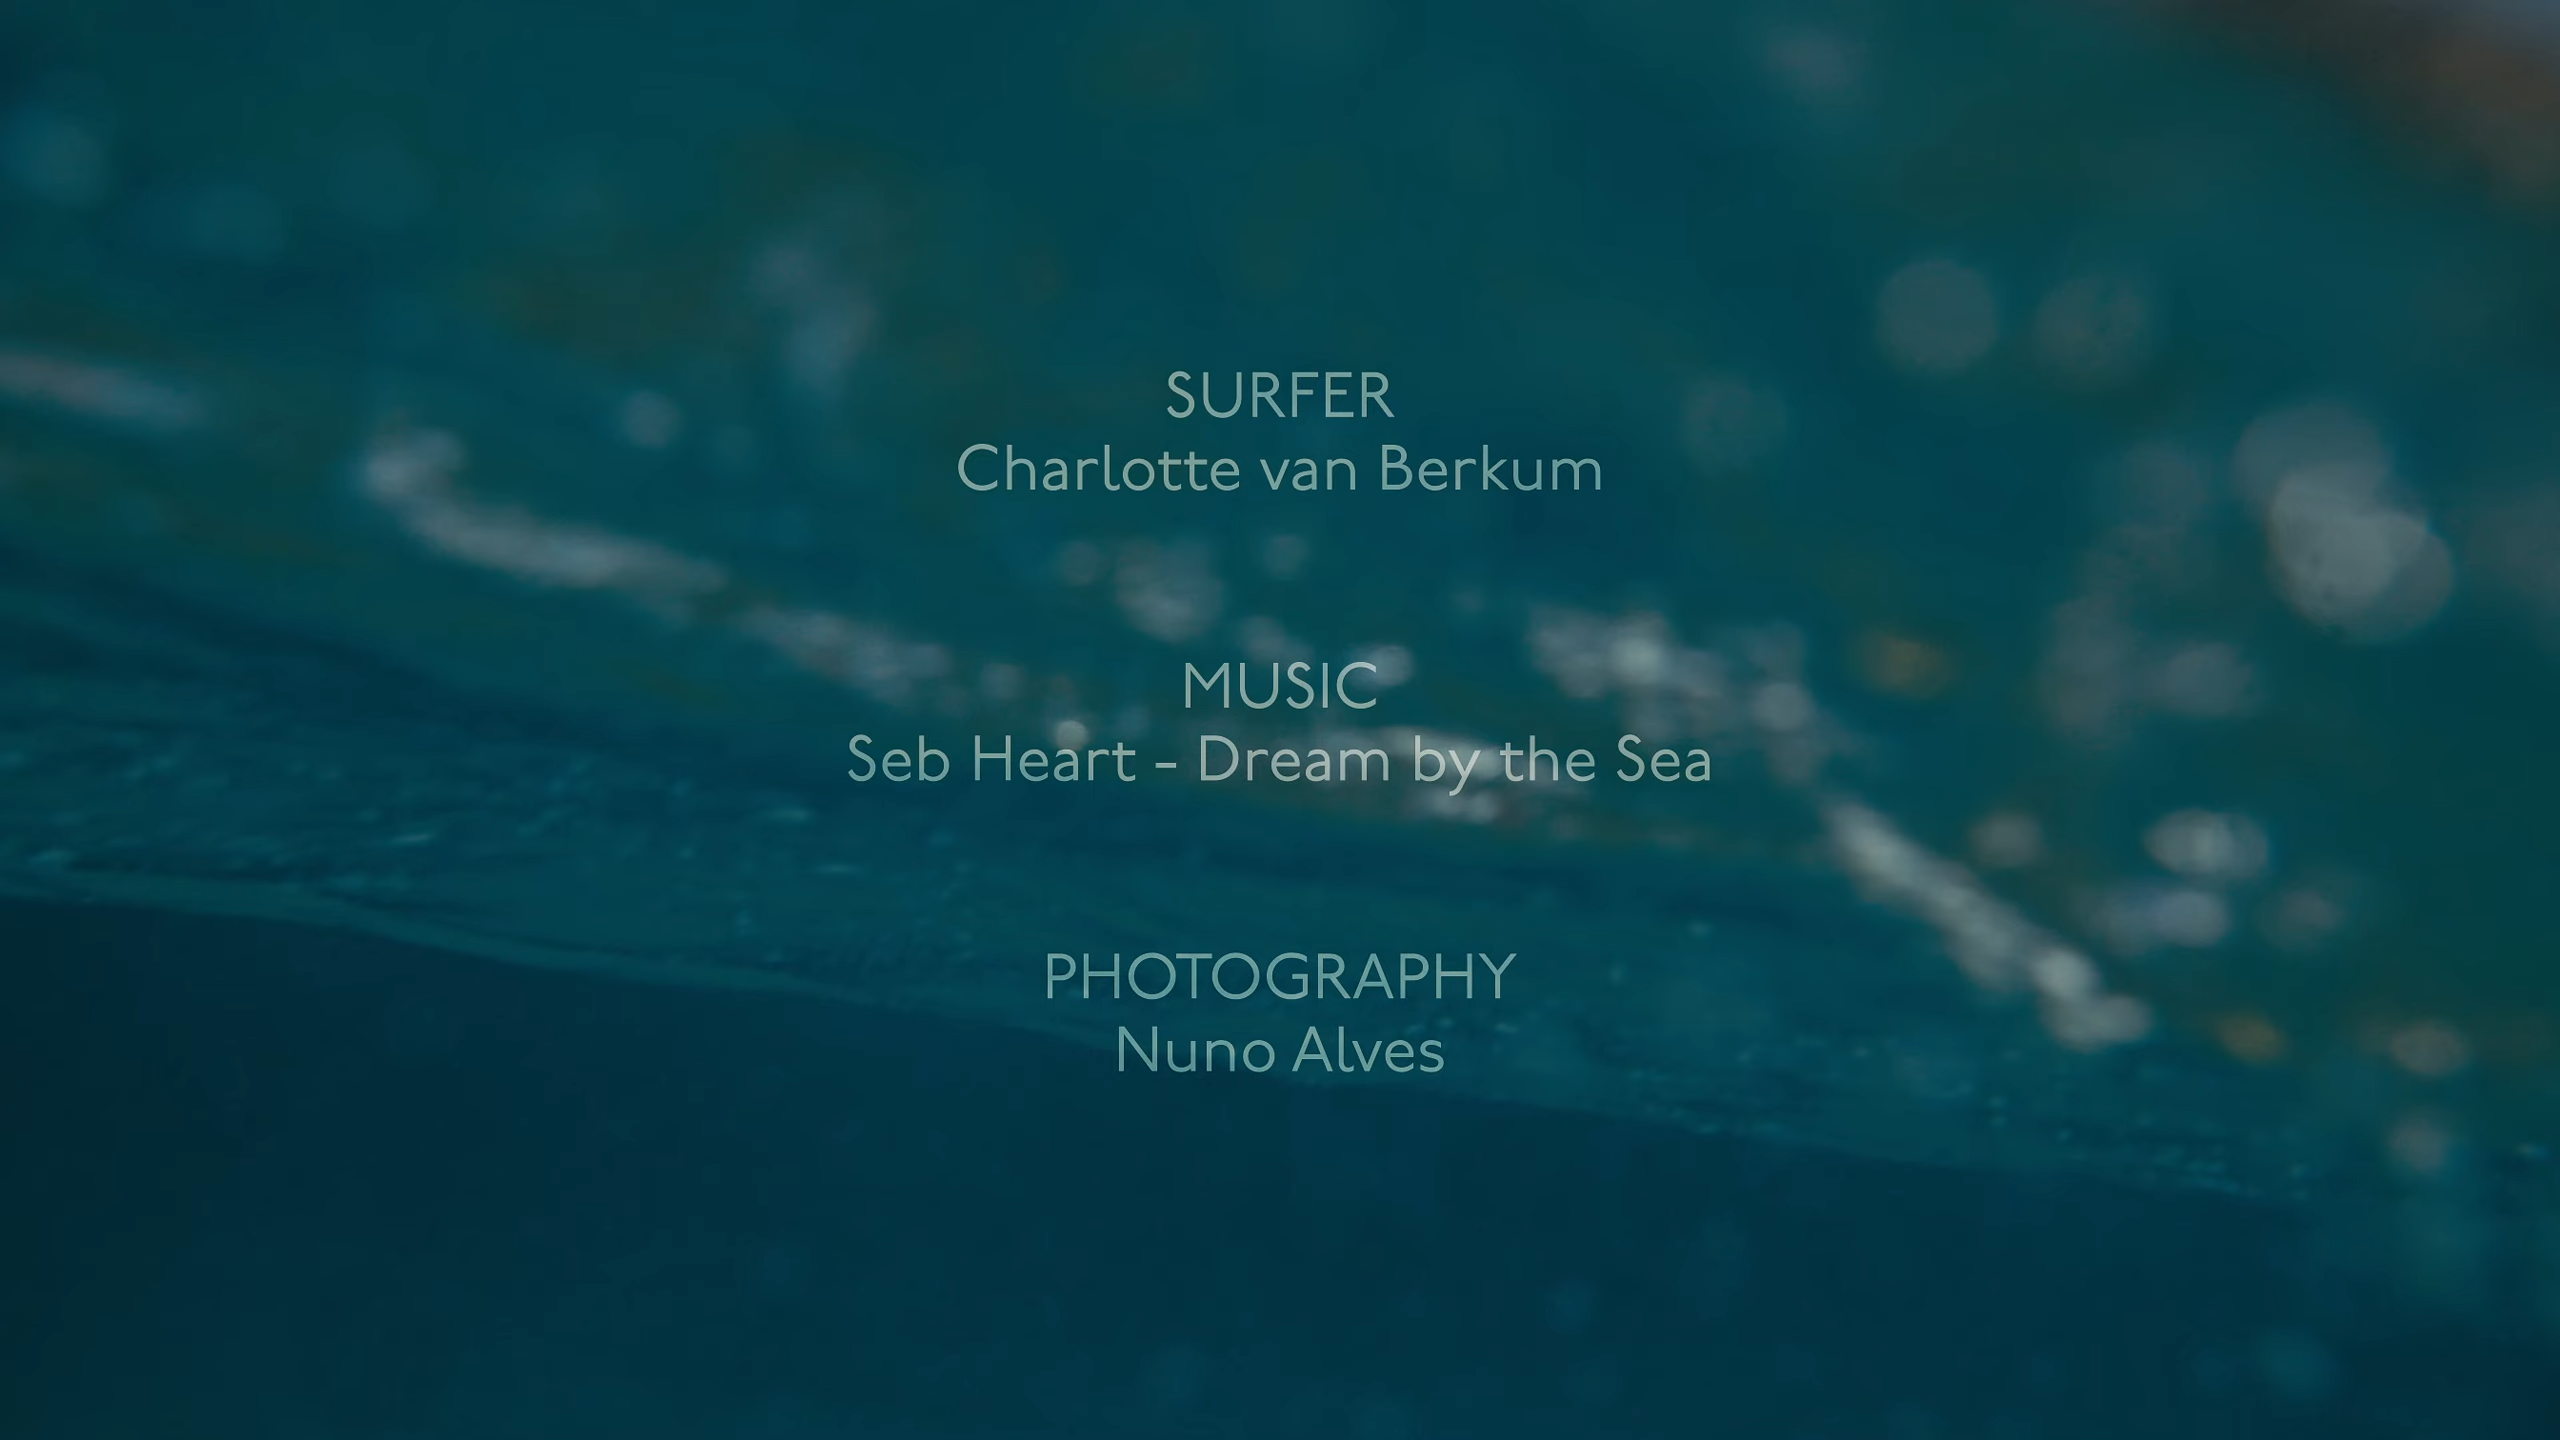 SURFER
Charlotte van Berkum
MUSIC
Seb Heart - Dream by the Sea
PHOTOGRAPHY
Nuno Alves